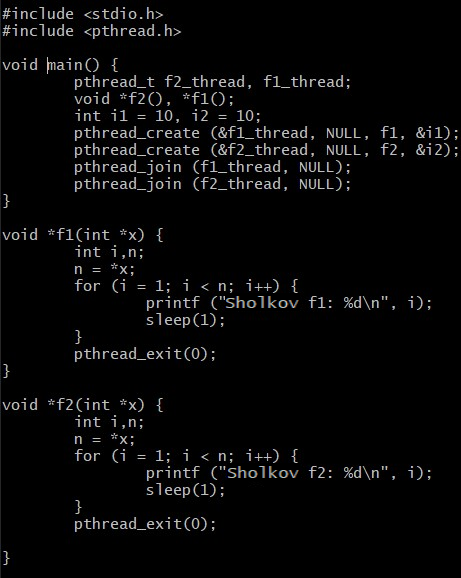 #include <stdio.h>
#include <pthread.h>
void main() {
pthread_t f2_thread, f1_thread;
void *f2(), *f1();
int i1 = 10, i2 = 10;
pthread_create (&f1_thread, NULL, f1, &i1);
pthread_create (&f2_thread, NULL, f2, &i2);
pthread_join (f1_thread, NULL);
pthread_join (f2_thread, NULL);
}
void *f1(int *x) {
int i,n;
n = *x;
for (i = 1; i < n; i++) {
printf ("Sholkov f1: %d\n", i);
sleep(1);
}
pthread_exit(0);
}
void *f2(int *x) {
int i,n;
n = *x;
for (i = 1; i < n; i++) {
printf ("Sholkov f2: %d\n", i);
sleep(1);
}
pthread_exit(0);
}